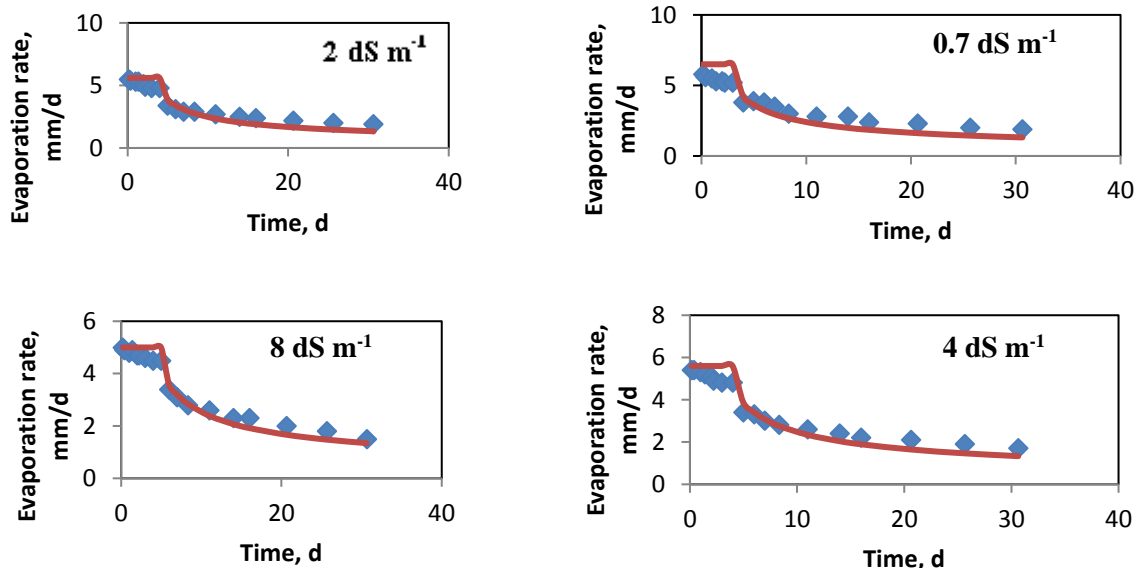 Evaporation rate,
mm/d
10
5
0
2 dS m-1
0
20
40
Time, d
Evaporation rate,
mm/d
10
5
0
0.7 dS m-1
0
10
20
30
40
Time, d
Evaporation rate,
mm/d
6
4
2
0
8 dS m-1
0
20
40
Time, d
Evaporation rate,
mm/d
8
6
4
2
0
4 dS m-1
0
10
20
30
40
Time, d